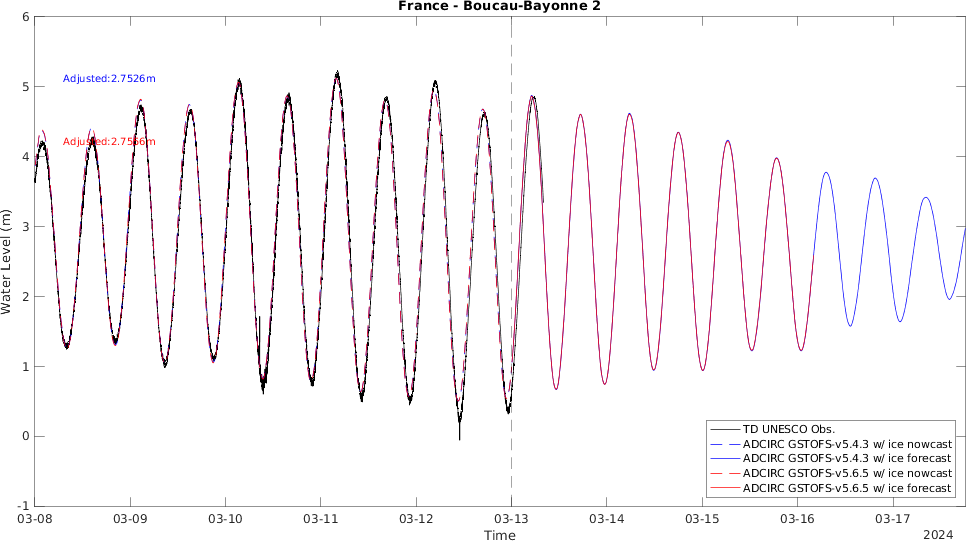 France - Boucau-Bayonne 2
6
5
4
3
2
1
0
-1
Water Level (m)
Adjusted:2.7526m
Adjusted:2.7566m
TD UNESCO Obs.
ADCIRC GSTOFS-v5.4.3 w/ ice nowcast
ADCIRC GSTOFS-v5.4.3 w/ ice forecast
ADCIRC GSTOFS-v5.6.5 w/ ice nowcast
ADCIRC GSTOFS-v5.6.5 w/ ice forecast
03-08 03-09 03-10 03-11 03-12 03-13 03-14 03-15 03-16 03-17
Time
2024